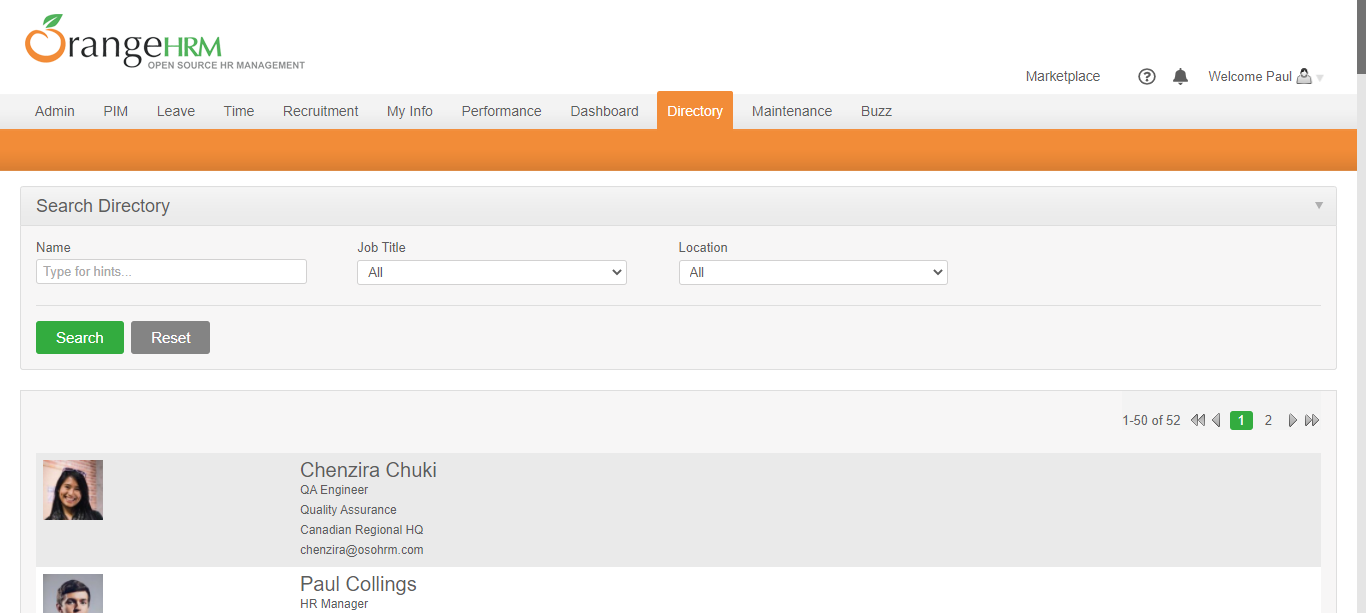 OrangeHRM
OPEN SOURCE HR MANAGEMENT
Marketplace ? Welcome Paul
Admin PIM Leave Time Recruitment My Info Performance Dashboard Directory Maintenance Buzz
Search Directory
Name Job Title Location
Type for hints... All All
Search Reset
1-50 of 52 1 2
Chenzira Chuki
QA Engineer
Quality Assurance
Canadian Regional HQ
chenzira@osohrm.com
Paul Collings
HR Manager